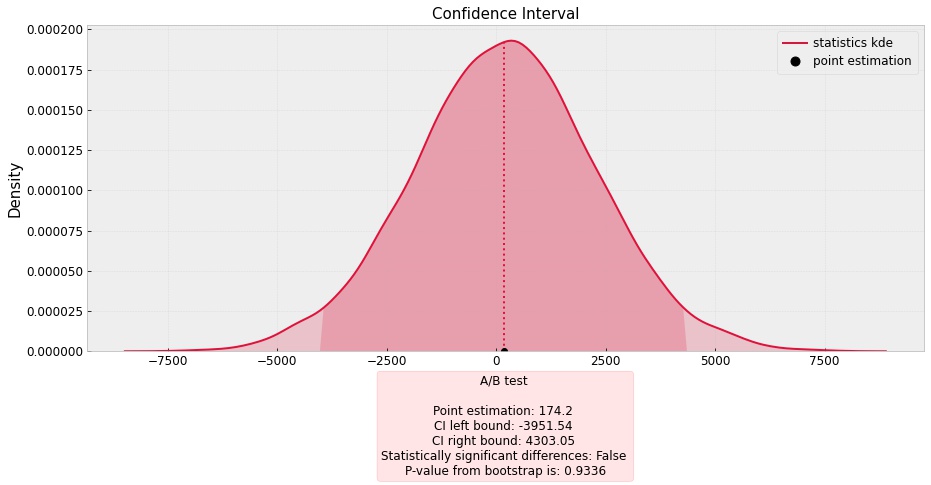 Confidence Interval
statistics kde
point estimation
Density
0.000200
0.000175
0.000150
0.000125
0.000100
0.000075
0.000050
0.000025
0.000000
−7500 −5000 −2500 0 2500 5000 7500
A/B test
Point estimation: 174.2
CI left bound: -3951.54
CI right bound: 4303.05
Statistically significant differences: False
P-value from bootstrap is: 0.9336